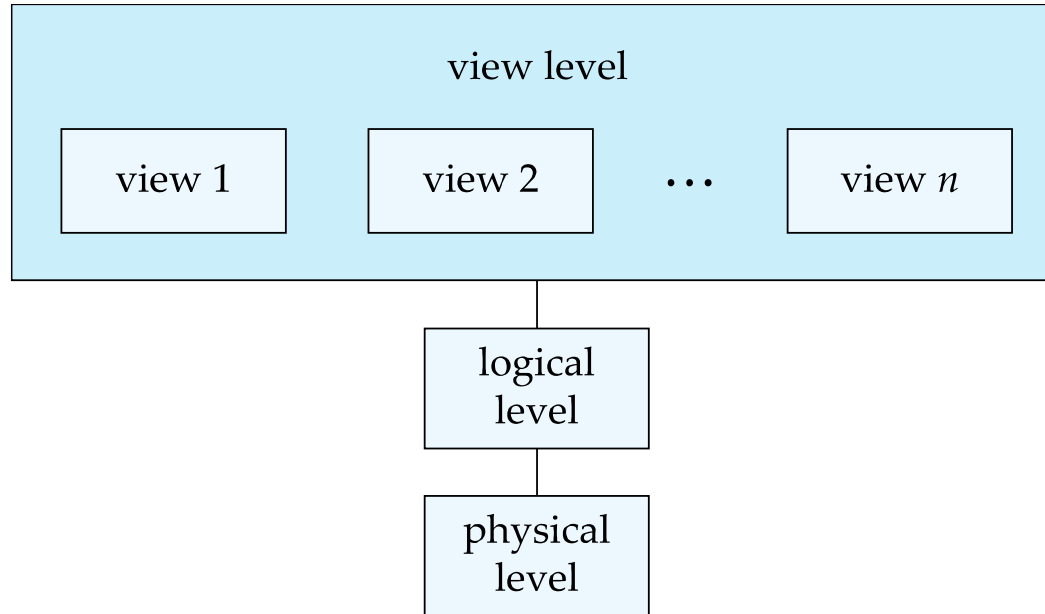 view level
view 1 view 2 ... view n
logical
level
physical
level